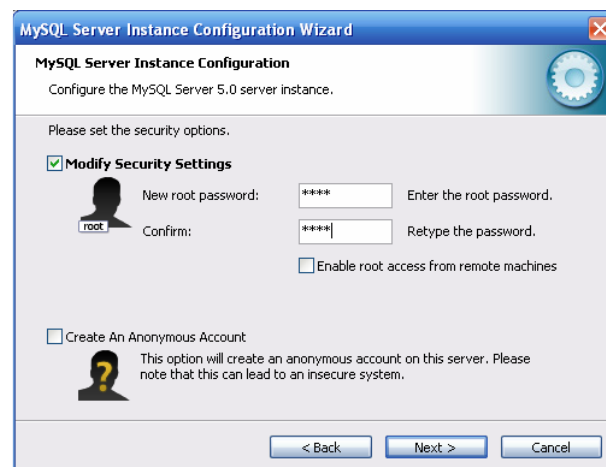 MySQL Server Instance Configuration Wizard
MySQL Server Instance Configuration
Configure the MySQL Server 5.0 server instance.
Please set the security options.
Modify Security Settings
New root password: **** Enter the root password.
root
Confirm: **** Retype the password.
Enable root access from remote machines
Create An Anonymous Account
This option will create an anonymous account on this server. Please
note that this can lead to an insecure system.
< Back Next > Cancel